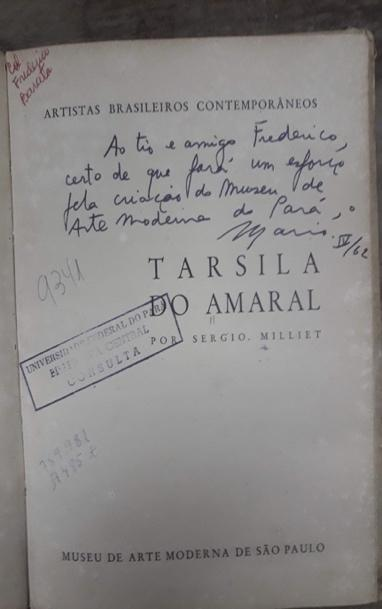 Col
Frederico
Barata
ARTISTAS BRASILEIROS CONTEMPORÂNEOS
Ao tio e amigo Frederico,
certo de que fará um esforço
pela criação do Museu de
Arte Moderna do Pará, o
Mario. IV/62
9341
TARSILA
DO AMARAL
POR SERGIO MILLIET
UNIVERSIDADE FEDERAL DO PARÁ
BIBLIOTECA CENTRAL
CONSULTA
759.981
MUSEU DE ARTE MODERNA DE SÃO PAULO